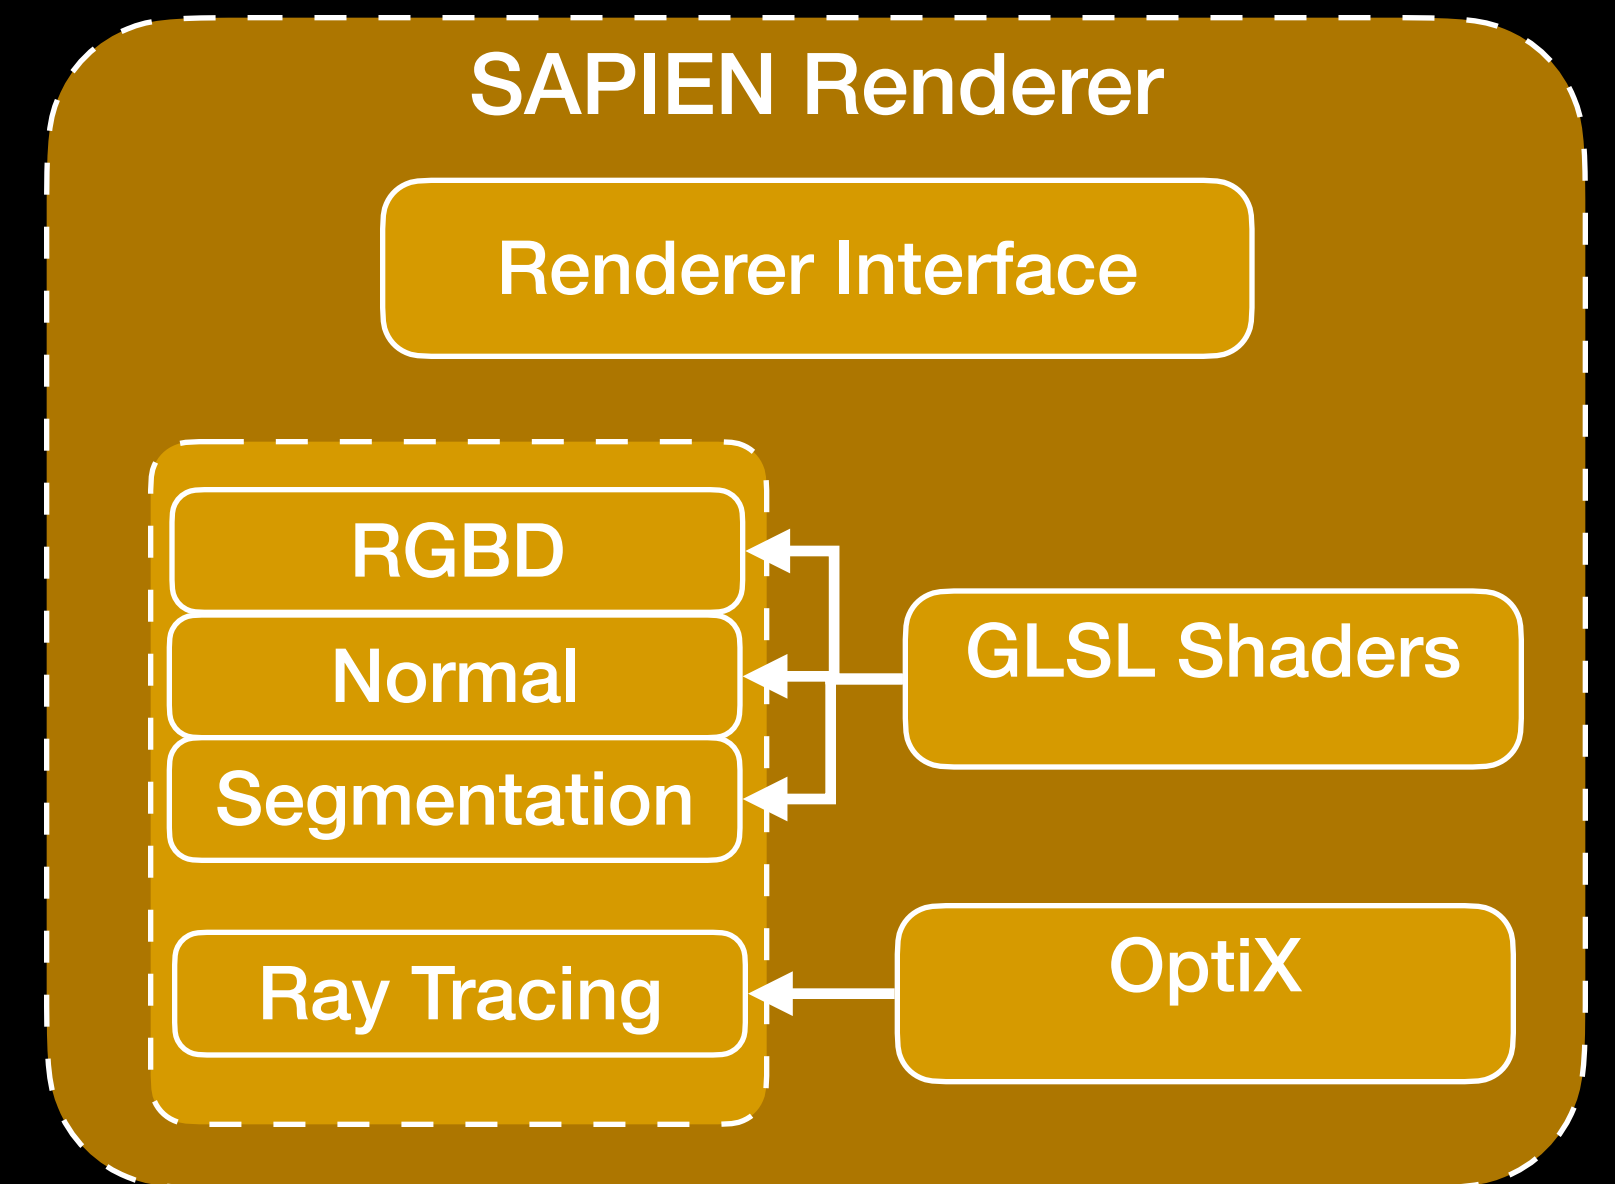 SAPIEN Renderer
Renderer Interface
RGBD
Normal
Segmentation
Ray Tracing
GLSL Shaders
OptiX